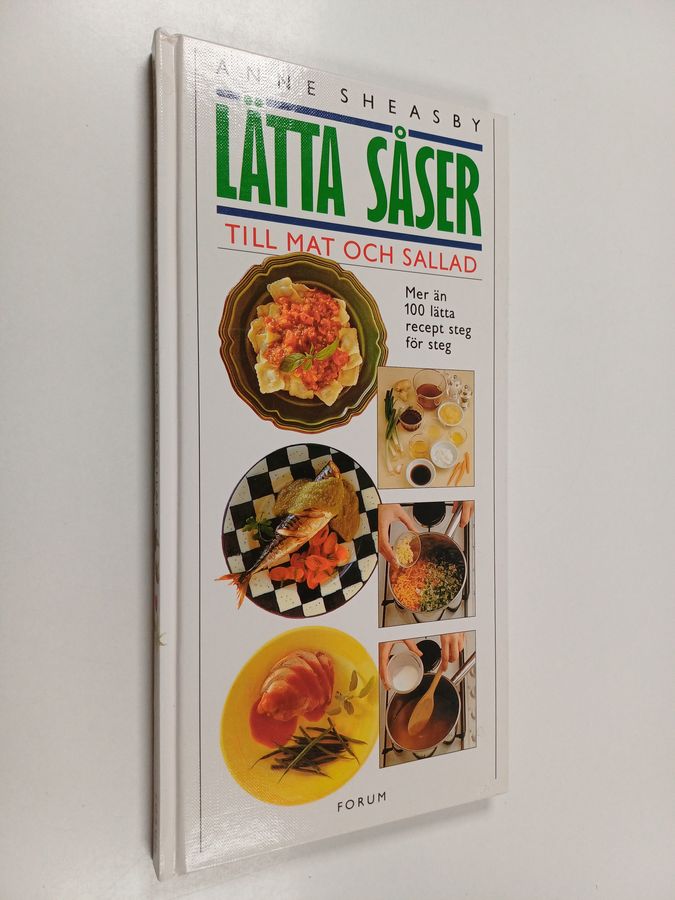 ANNE SHEASBY
LÄTTA SÅSER
TILL MAT OCH SALLAD
Mer än
100 lätta
recept steg
för steg
FORUM